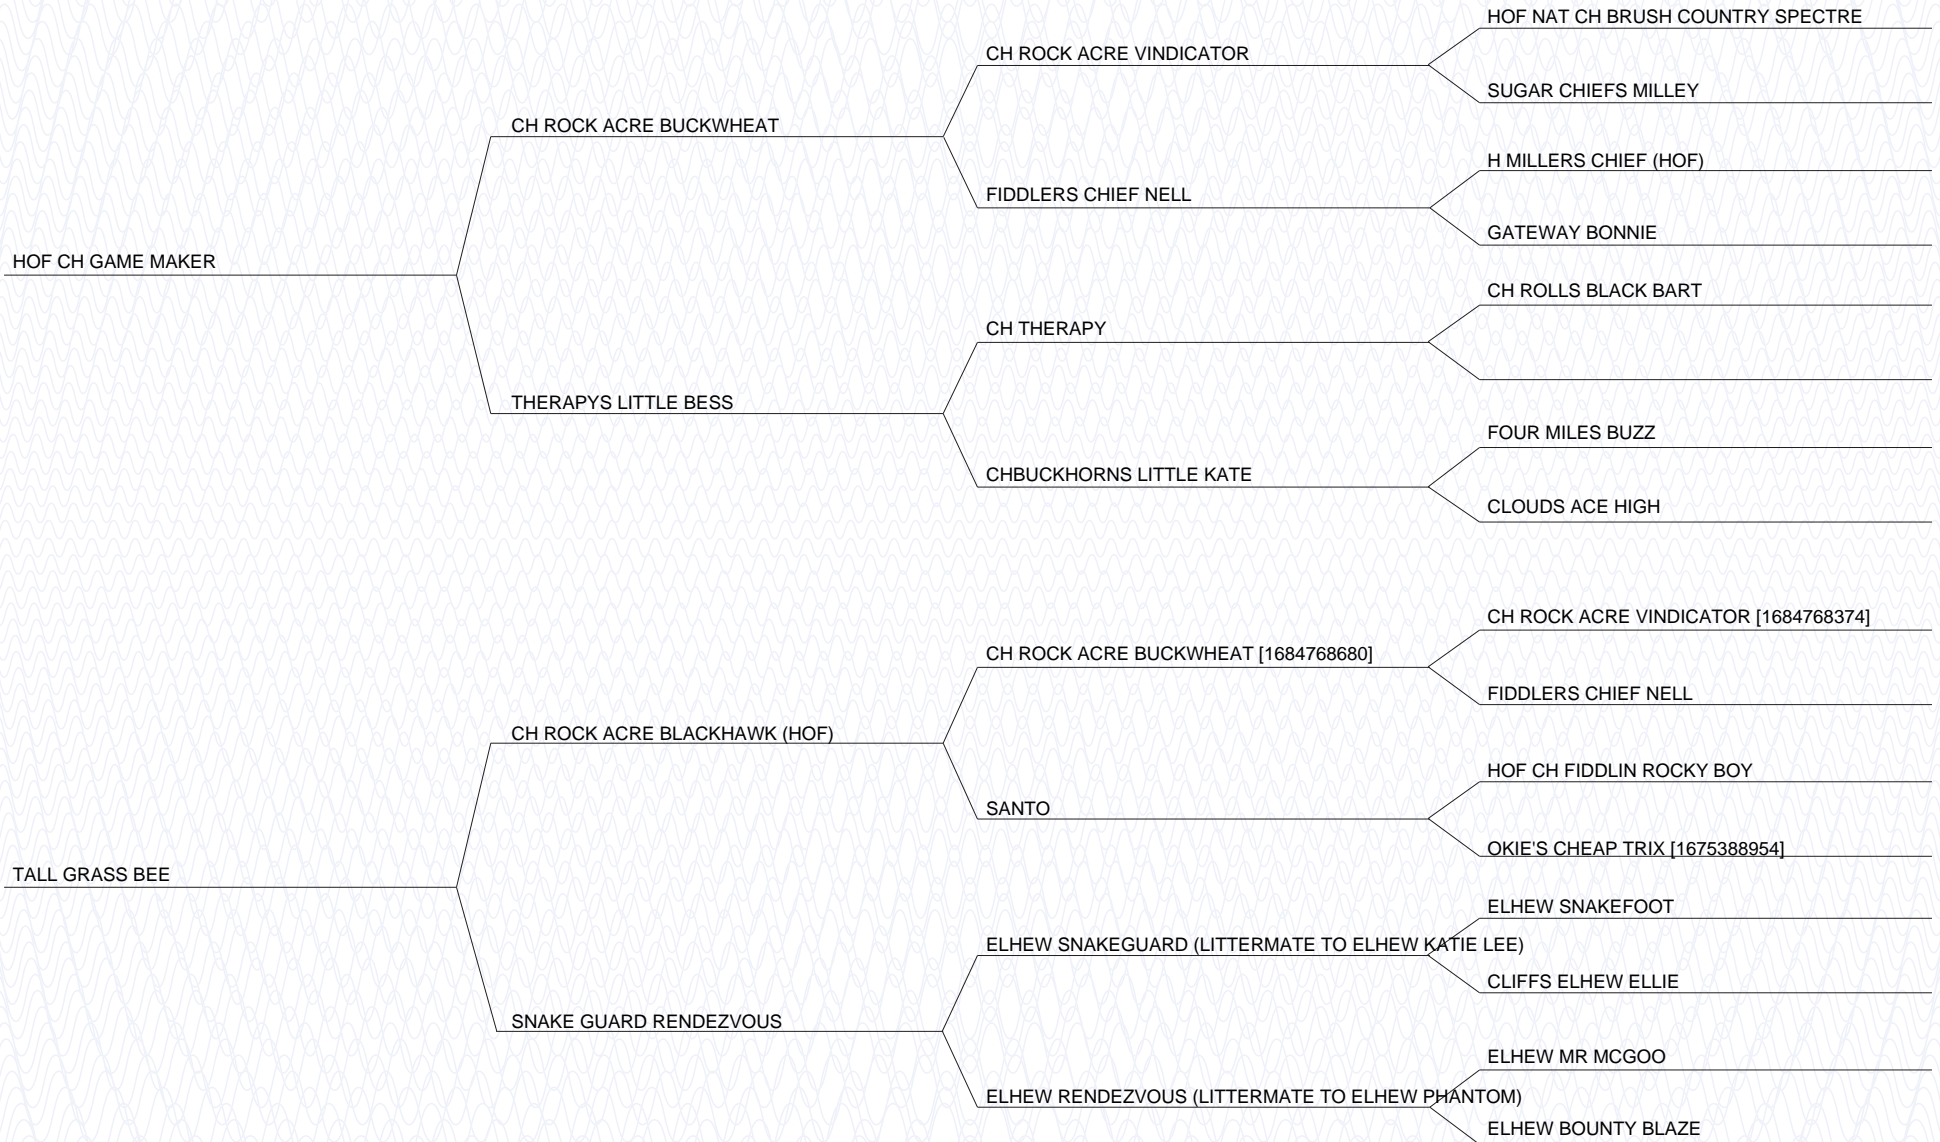 HOF NAT CH BRUSH COUNTRY SPECTRE
CH ROCK ACRE VINDICATOR
SUGAR CHIEFS MILLEY
CH ROCK ACRE BUCKWHEAT
H MILLERS CHIEF (HOF)
FIDDLERS CHIEF NELL
GATEWAY BONNIE
HOF CH GAME MAKER
CH ROLLS BLACK BART
CH THERAPY
THERAPYS LITTLE BESS
FOUR MILES BUZZ
CHBUCKHORNS LITTLE KATE
CLOUDS ACE HIGH
CH ROCK ACRE VINDICATOR [1684768374]
CH ROCK ACRE BUCKWHEAT [1684768680]
FIDDLERS CHIEF NELL
CH ROCK ACRE BLACKHAWK (HOF)
HOF CH FIDDLIN ROCKY BOY
SANTO
OKIE'S CHEAP TRIX [1675388954]
TALL GRASS BEE
ELHEW SNAKEFOOT
ELHEW SNAKEGUARD (LITTERMATE TO ELHEW KATIE LEE)
CLIFFS ELHEW ELLIE
SNAKE GUARD RENDEZVOUS
ELHEW MR MCGOO
ELHEW RENDEZVOUS (LITTERMATE TO ELHEW PHANTOM)
ELHEW BOUNTY BLAZE